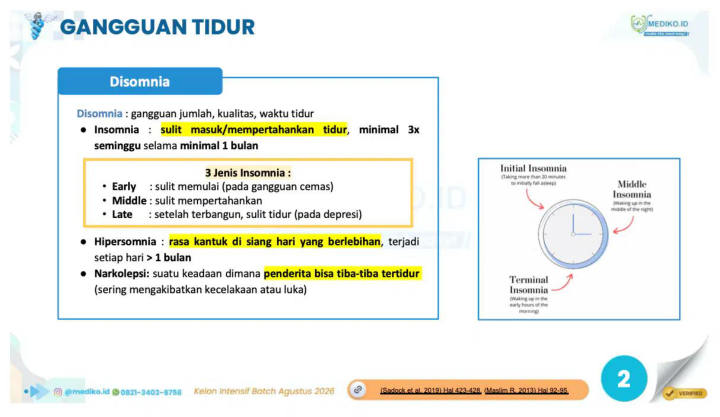 GANGGUAN TIDUR
MEDIKO.ID
Disomnia
Disomnia : gangguan jumlah, kualitas, waktu tidur
● Insomnia : sulit masuk/mempertahankan tidur, minimal 3x
seminggu selama minimal 1 bulan
3 Jenis Insomnia :
• Early : sulit memulai (pada gangguan cemas)
• Middle : sulit mempertahankan
• Late : setelah terbangun, sulit tidur (pada depresi)
● Hipersomnia : rasa kantuk di siang hari yang berlebihan, terjadi
setiap hari > 1 bulan
● Narkolepsi: suatu keadaan dimana penderita bisa tiba-tiba tertidur
(sering mengakibatkan kecelakaan atau luka)
Initial Insomnia
(Taking more than 20 minutes
to initially fall asleep)
Middle
Insomnia
(Waking up in the
middle of the night)
Terminal
Insomnia
(Waking up in the
early hours of the
morning)
@mediko.id 0821-3402-8756
Kelan Intensif Batch Agustus 2026
(Sadock et al. 2019) Hal 423-428, (Maslim R, 2013) Hal 92-95.
2
VERIFIED